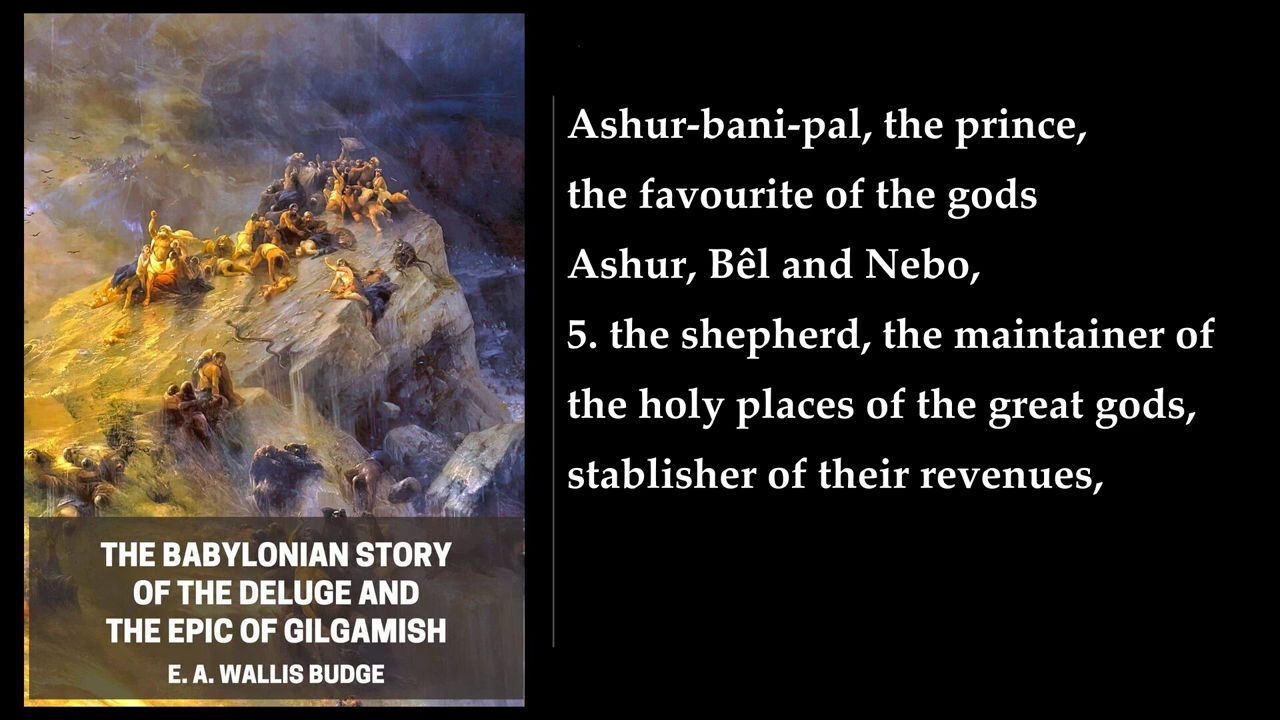 Ashur-bani-pal, the prince,
the favourite of the gods
Ashur, Bêl and Nebo,
5. the shepherd, the maintainer of
the holy places of the great gods,
stablisher of their revenues,
THE BABYLONIAN STORY
OF THE DELUGE AND
THE EPIC OF GILGAMISH
E. A. WALLIS BUDGE